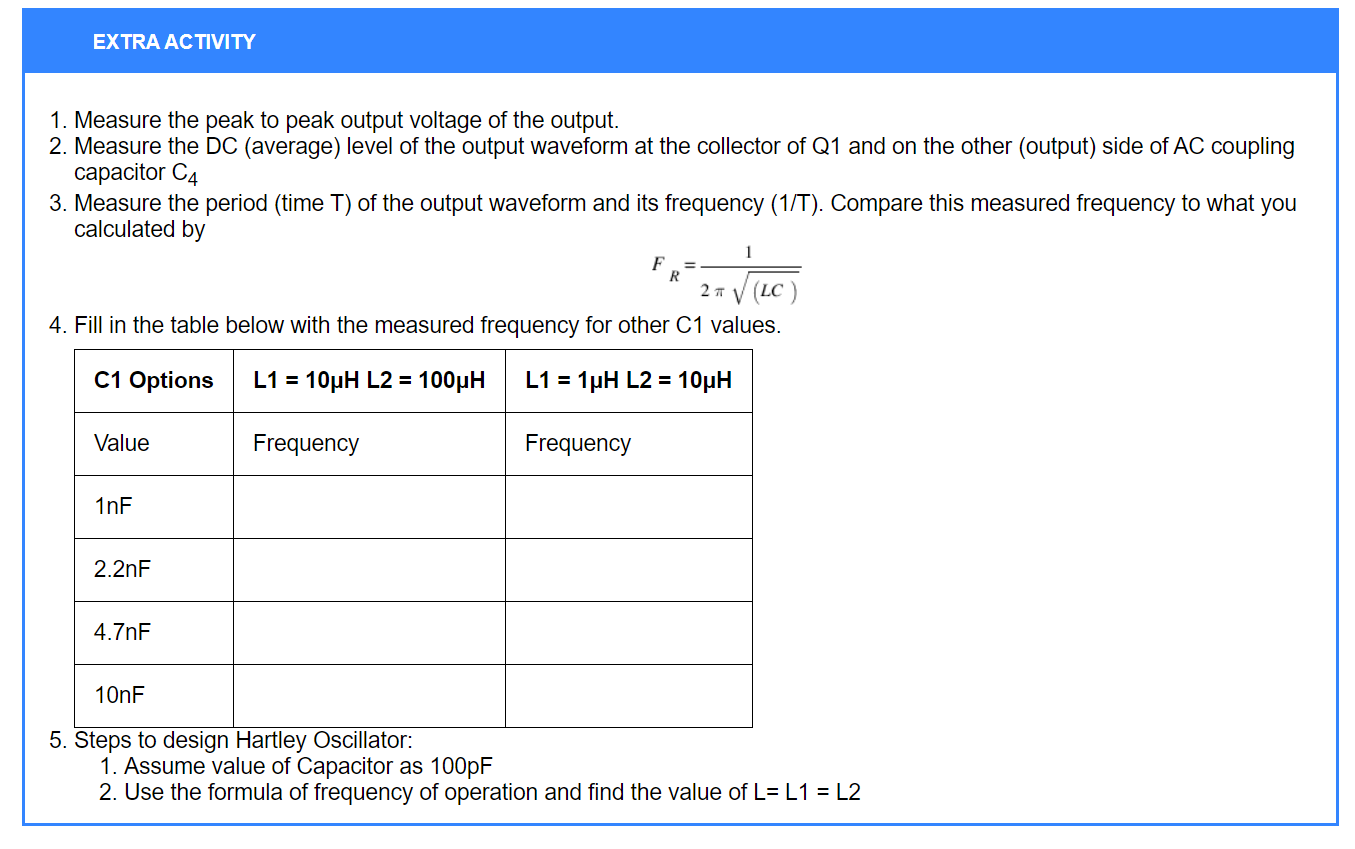 EXTRA ACTIVITY
1. Measure the peak to peak output voltage of the output.
2. Measure the DC (average) level of the output waveform at the collector of Q1 and on the other (output) side of AC coupling
capacitor C4
3. Measure the period (time T) of the output waveform and its frequency (1/T). Compare this measured frequency to what you
calculated by
F R = 1 / 2 π √(LC )
4. Fill in the table below with the measured frequency for other C1 values.
C1 Options L1 = 10µH L2 = 100µH L1 = 1µH L2 = 10µH
Value Frequency Frequency
1nF
2.2nF
4.7nF
10nF
5. Steps to design Hartley Oscillator:
1. Assume value of Capacitor as 100pF
2. Use the formula of frequency of operation and find the value of L= L1 = L2